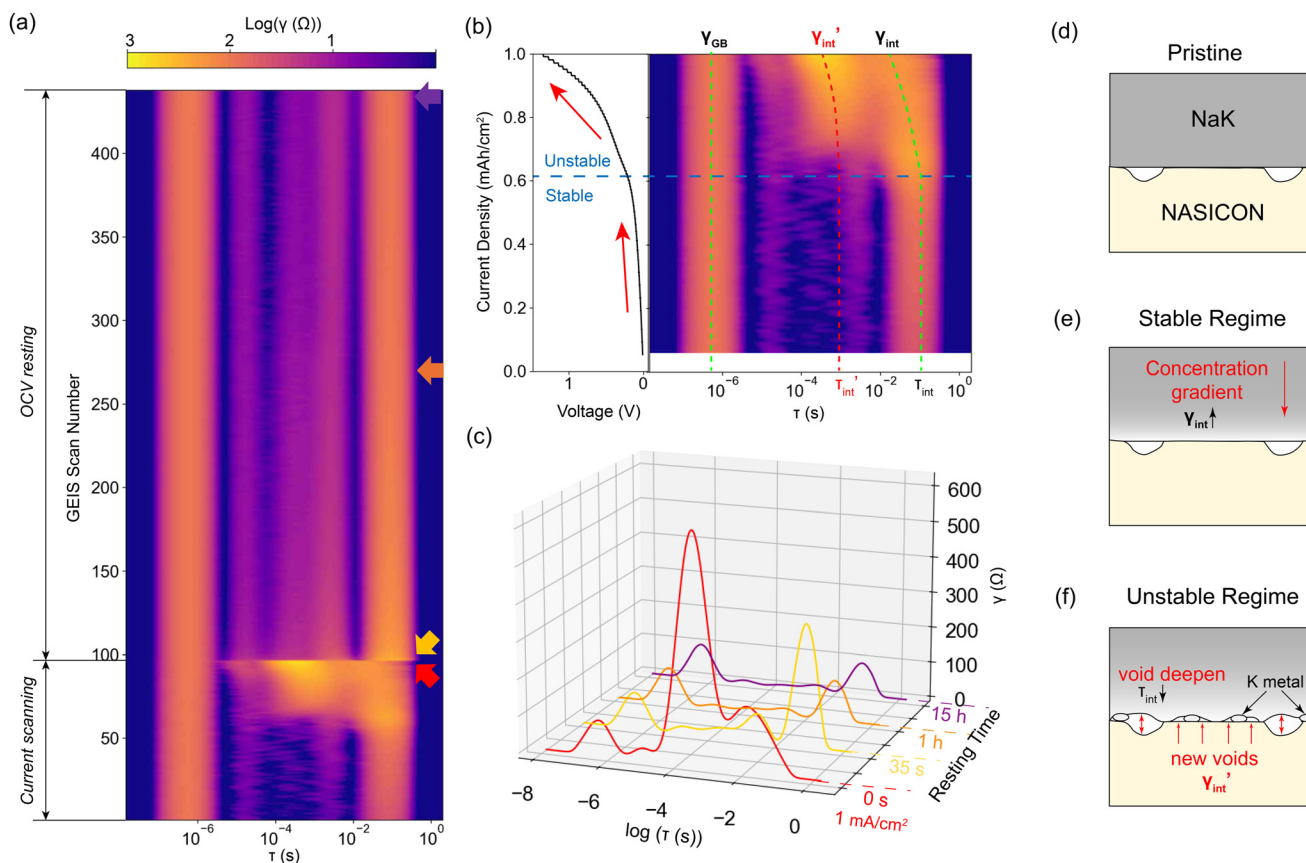 (a)
Log(γ (Ω))
3
2
1
OCV resting
Current scanning
GEIS Scan Number
400
350
300
250
200
150
100
50
10⁻⁶
10⁻⁴
10⁻²
10⁰
τ (s)
(b)
γGB
γint'
γint
Current Density (mAh/cm²)
1.0
0.8
0.6
0.4
0.2
0.0
Unstable
Stable
1
0
Voltage (V)
10⁻⁶
10⁻⁴
τint'
10⁻²
τint
10⁰
τ (s)
(c)
600
500
400
300
200
100
0
γ (Ω)
15 h
1 h
35 s
0 s
1 mA/cm²
Resting Time
−8
−6
−4
−2
0
log (τ (s))
(d)
Pristine
NaK
NASICON
(e)
Stable Regime
Concentration
gradient
γint
(f)
Unstable Regime
void deepen
τint
K metal
new voids
γint'